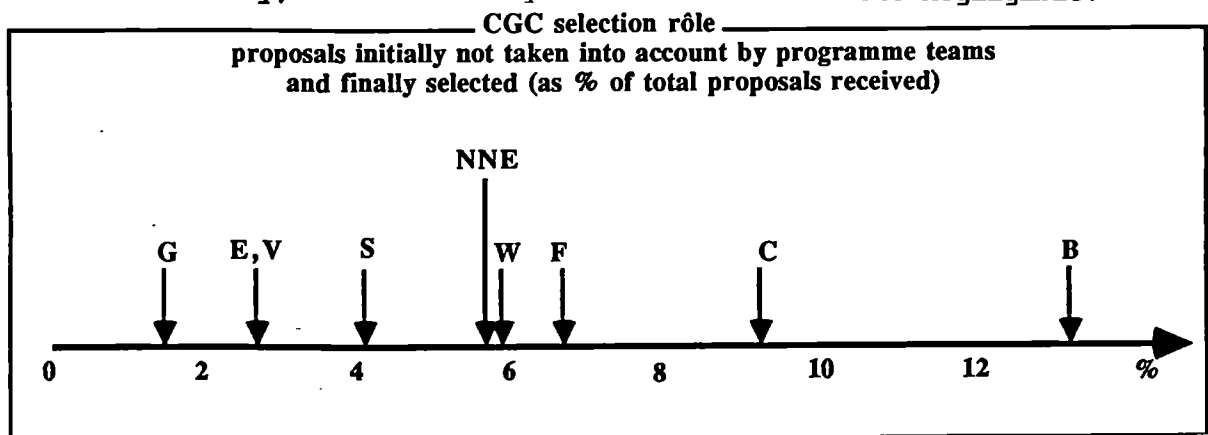 CGC selection rôle
proposals initially not taken into account by programme teams
and finally selected (as % of total proposals received)
NNE
G E,V S W F C B
0 2 4 6 8 10 12 %